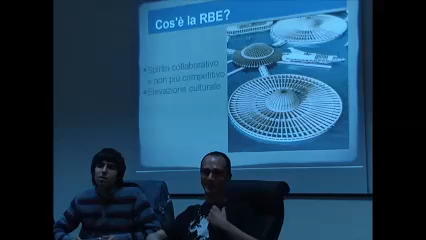 Cos'è la RBE?
Spirito collaborativo
e non più competitivo
Elevazione culturale